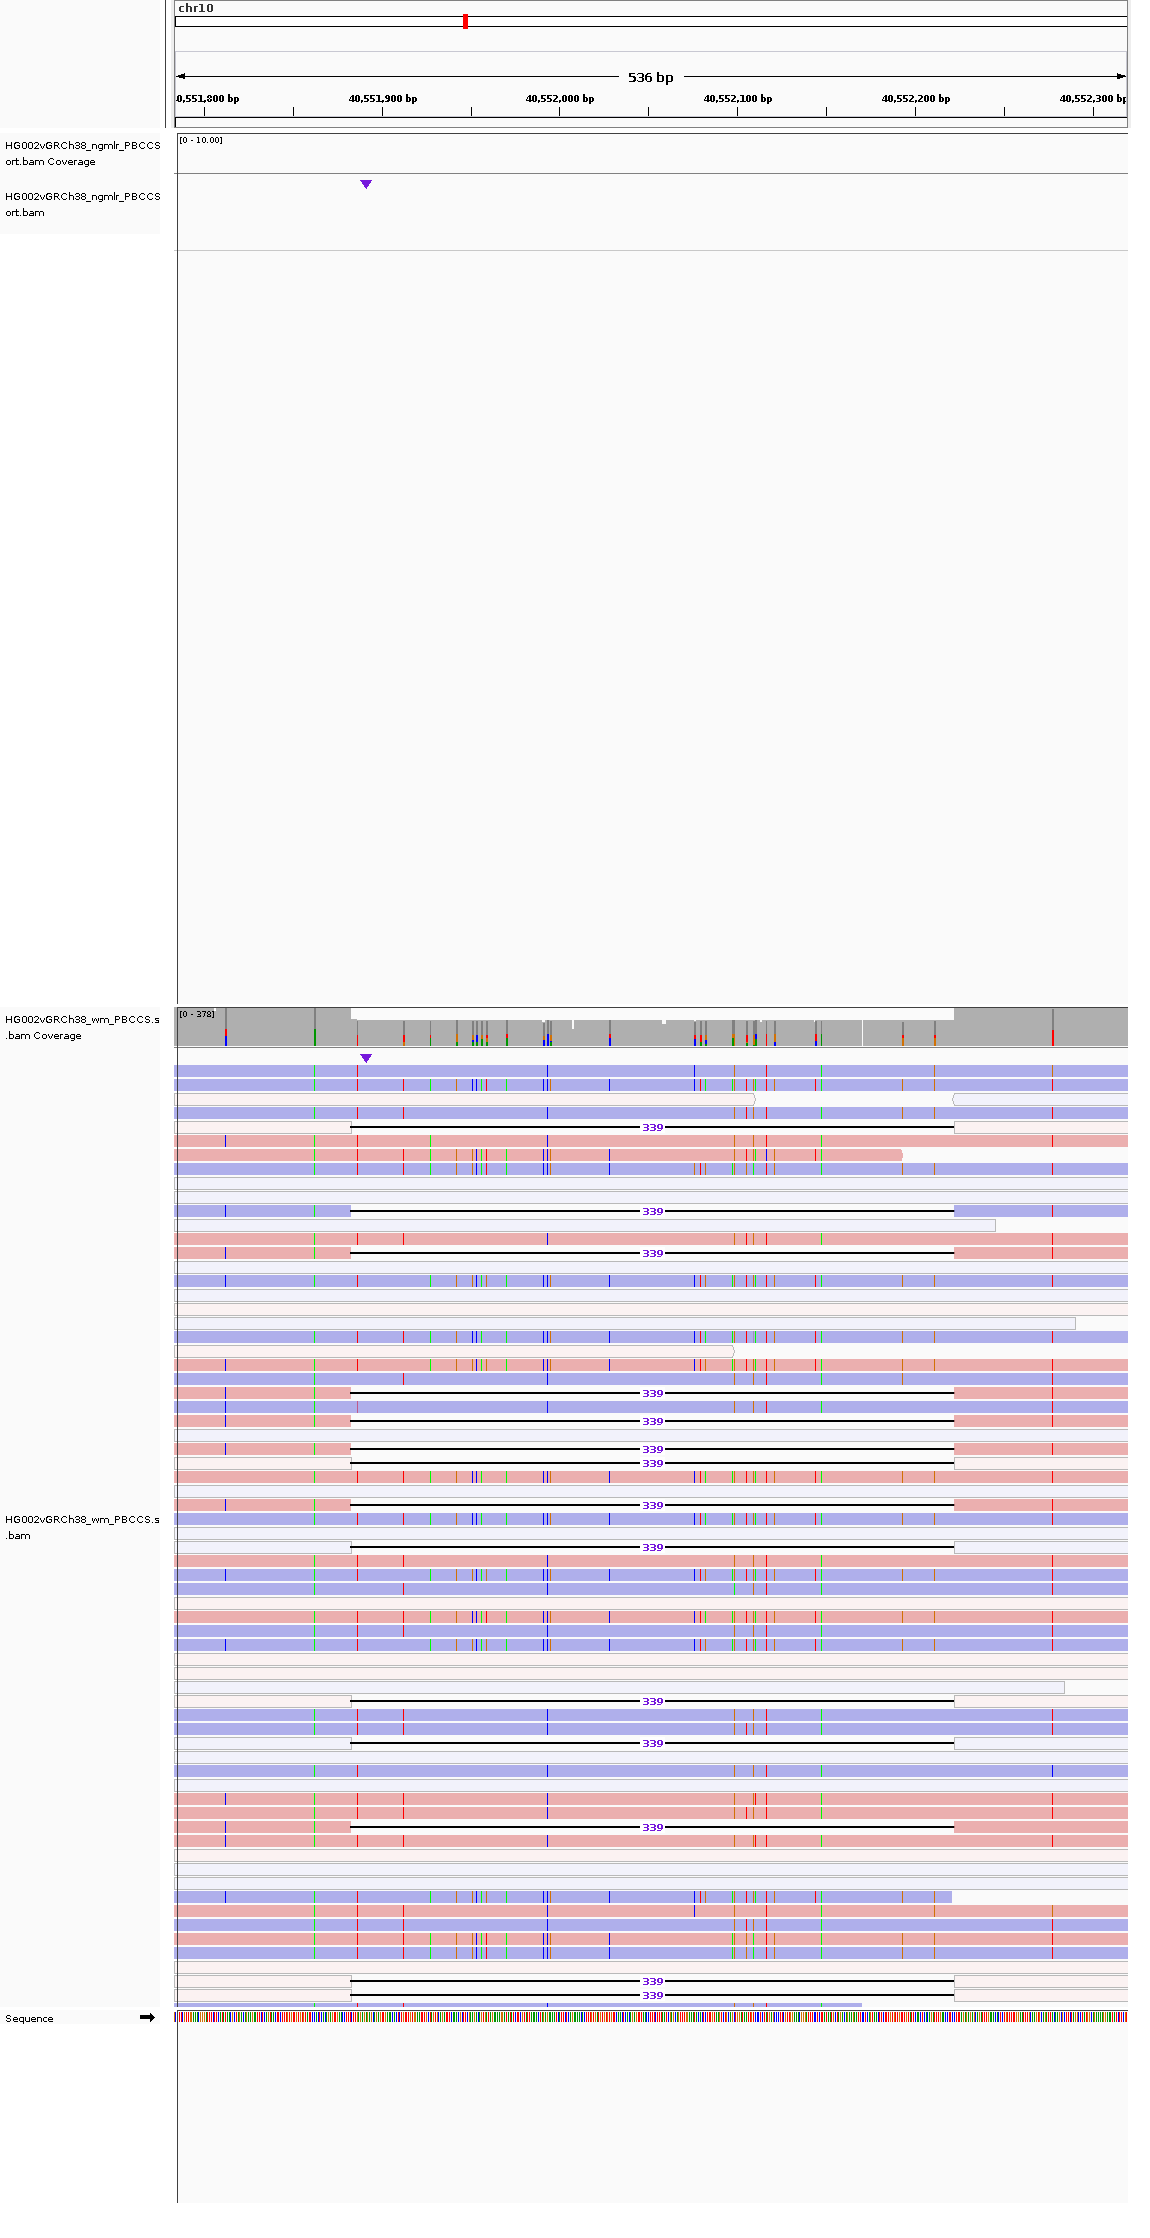 chr10
536 bp
0,551,800 bp 40,551,900 bp 40,552,000 bp 40,552,100 bp 40,552,200 bp 40,552,300 bp
HG002vGRCh38_ngmlr_PBCCS
ort.bam Coverage
[0 - 10.00]
HG002vGRCh38_ngmlr_PBCCS
ort.bam
HG002vGRCh38_wm_PBCCS.s
.bam Coverage
[0 - 378]
339
339
339
339
339
339
339
339
HG002vGRCh38_wm_PBCCS.s
.bam
339
339
339
339
339
339
Sequence